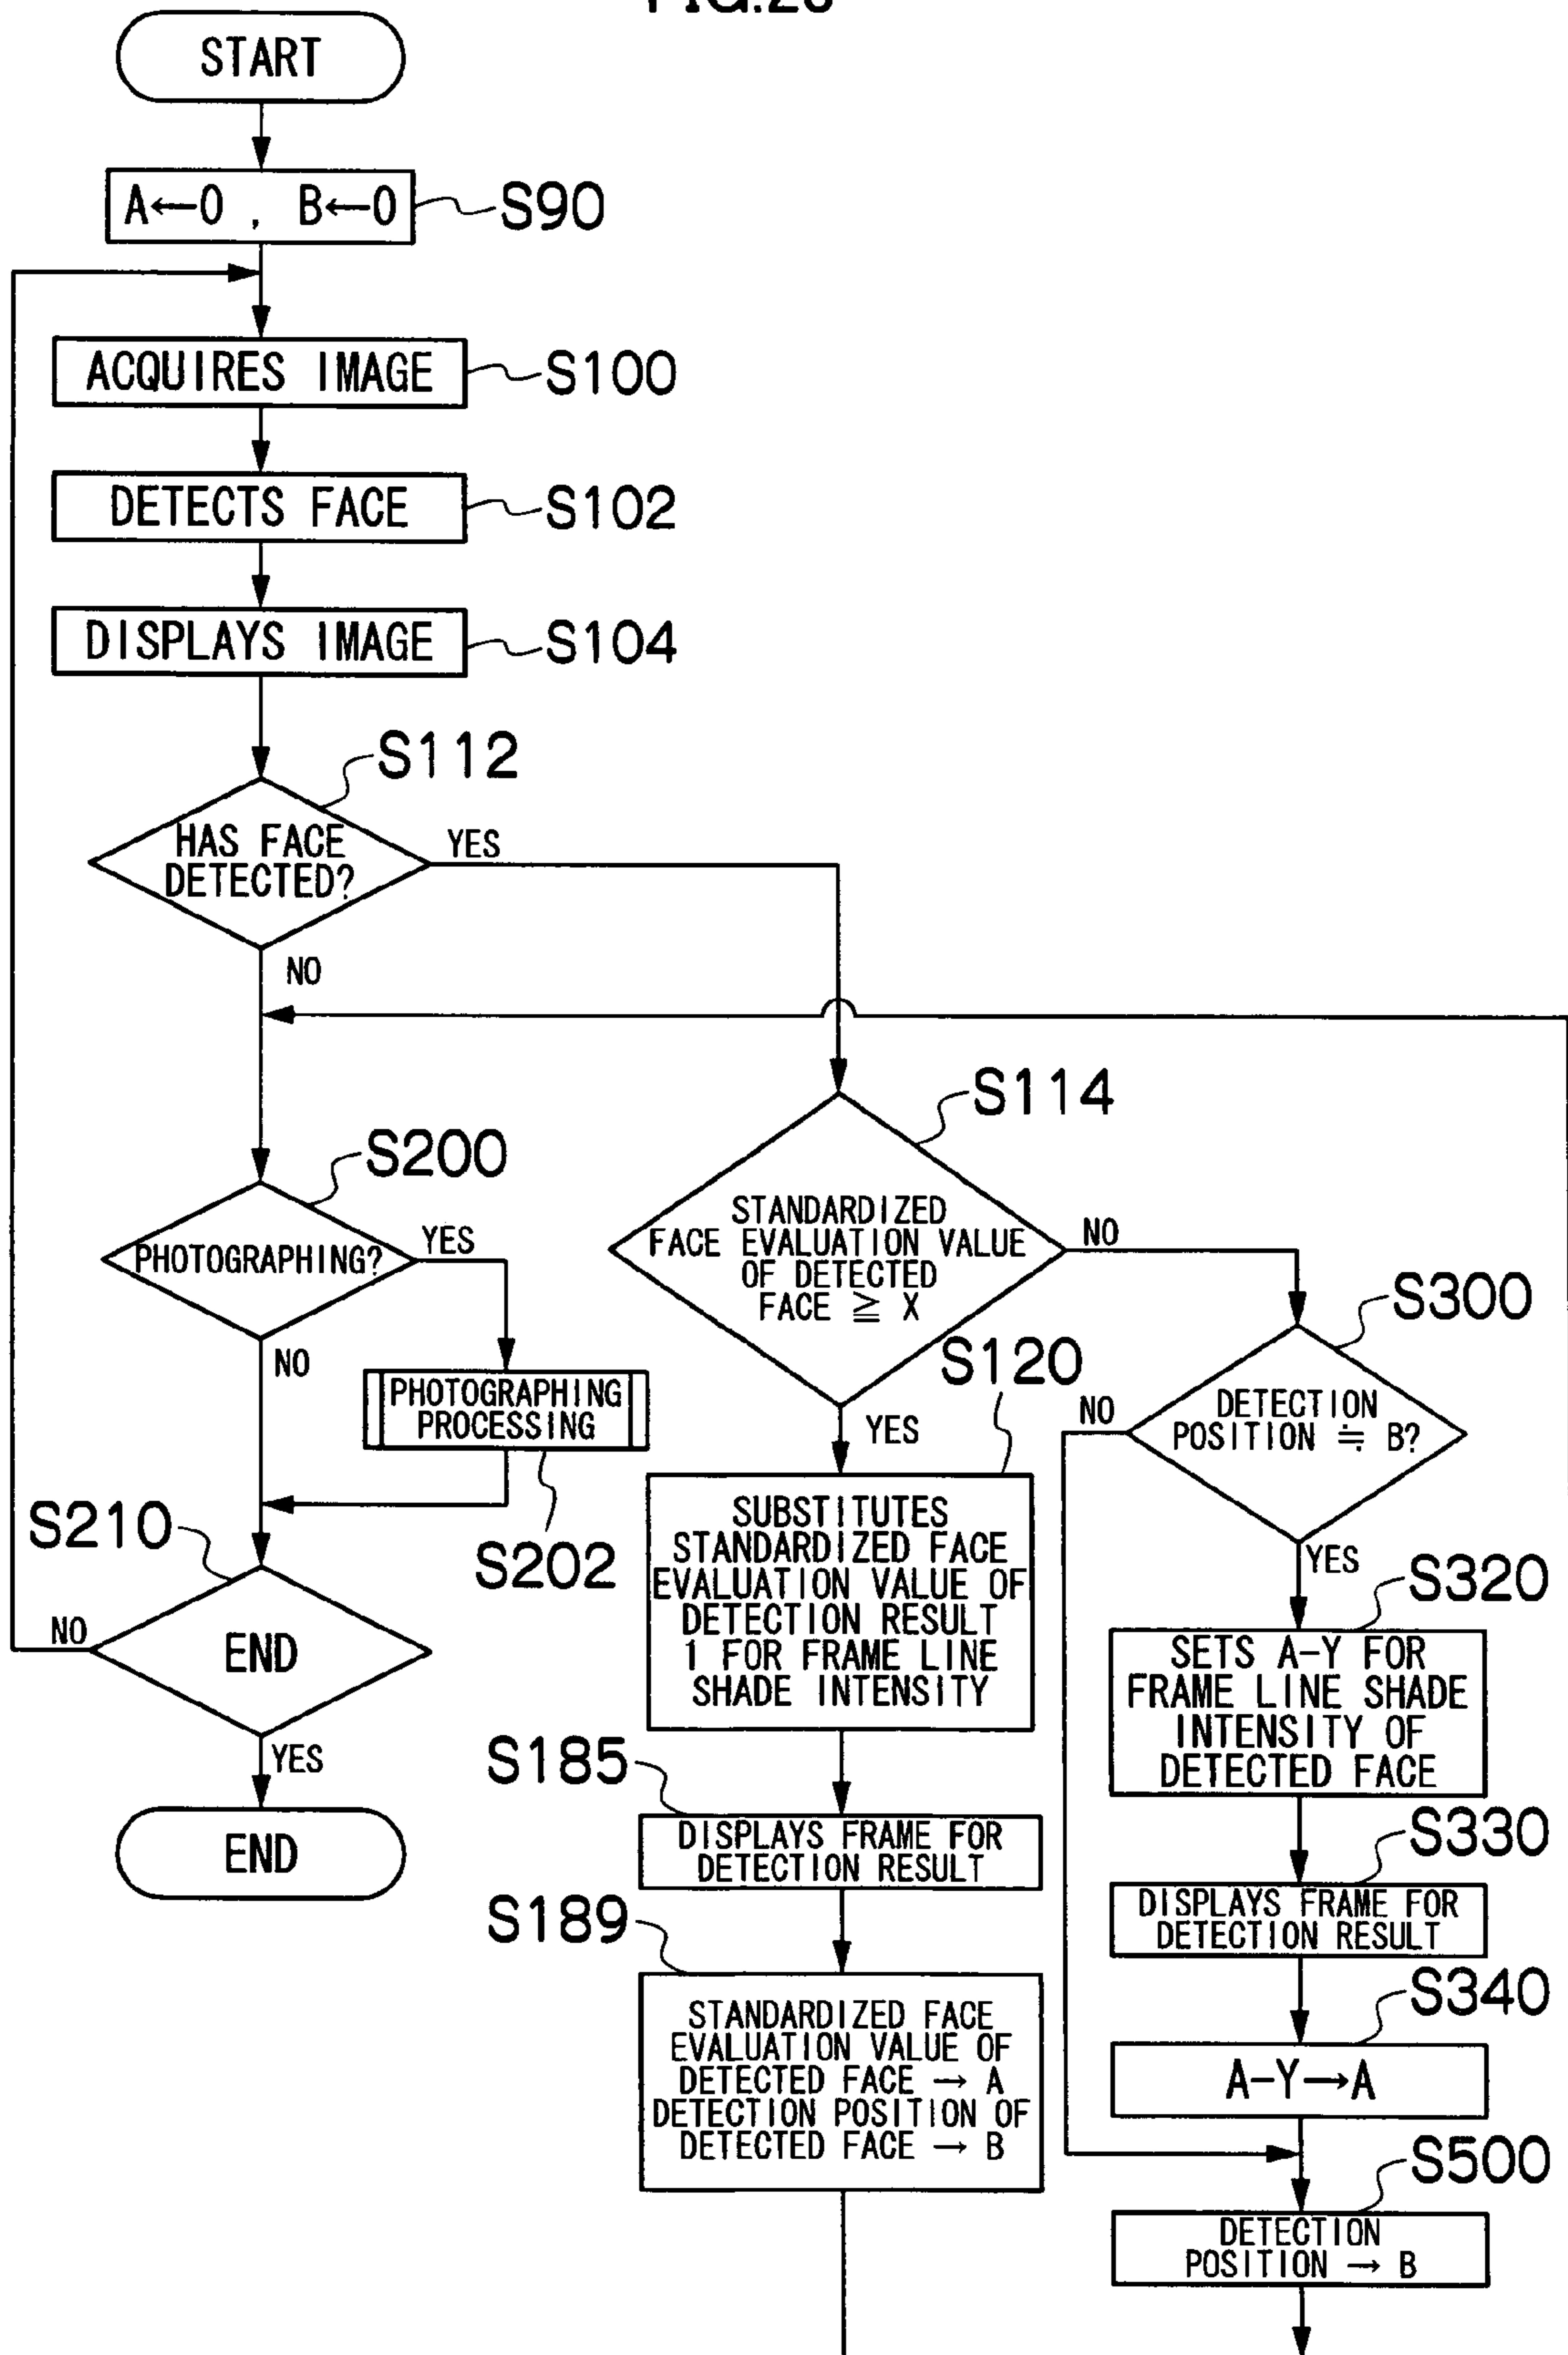 START
A←0 , B←0
S90
ACQUIRES IMAGE
S100
DETECTS FACE
S102
DISPLAYS IMAGE
S104
S112
HAS FACE
DETECTED?
YES
NO
S114
STANDARDIZED
FACE EVALUATION VALUE
OF DETECTED
FACE ≧ X
NO
YES
S200
PHOTOGRAPHING?
YES
NO
PHOTOGRAPHING
PROCESSING
S202
S210
END
NO
YES
END
S120
SUBSTITUTES
STANDARDIZED FACE
EVALUATION VALUE OF
DETECTION RESULT
1 FOR FRAME LINE
SHADE INTENSITY
S185
DISPLAYS FRAME FOR
DETECTION RESULT
S189
STANDARDIZED FACE
EVALUATION VALUE OF
DETECTED FACE → A
DETECTION POSITION OF
DETECTED FACE → B
S300
DETECTION
POSITION ≒ B?
NO
YES
S320
SETS A-Y FOR
FRAME LINE SHADE
INTENSITY OF
DETECTED FACE
S330
DISPLAYS FRAME FOR
DETECTION RESULT
S340
A-Y→A
S500
DETECTION
POSITION → B